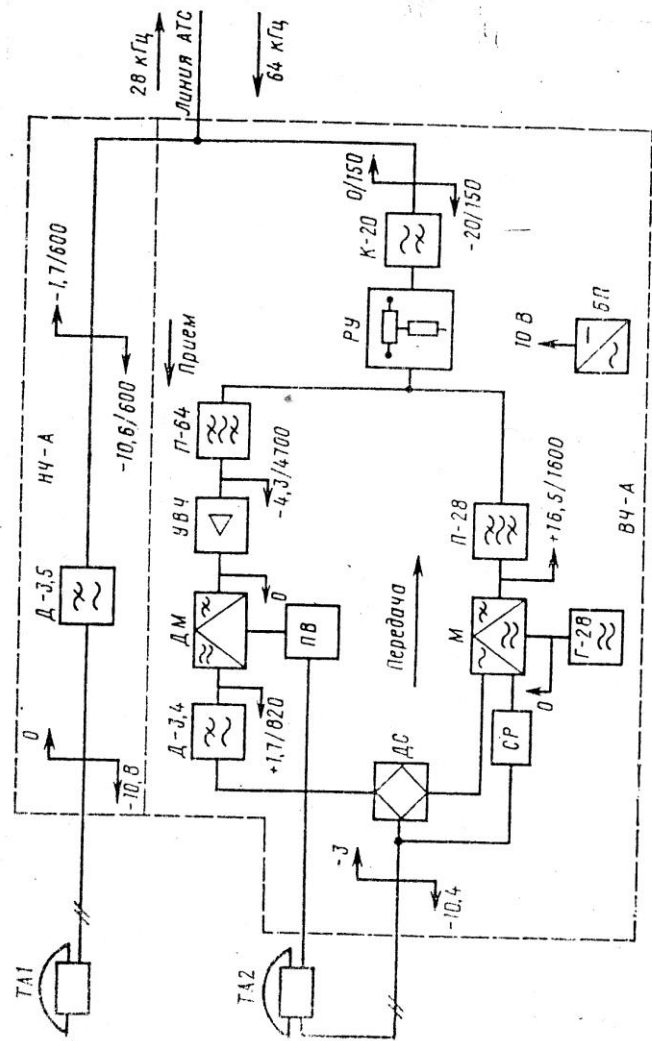 ТА1
ТА2
НЧ-А
0
-10,8
Д-3,5
-1,7/600
-10,6/600
28 кГц
Линия АТС
64 кГц
Прием
Д-3,4
+1,7/820
ДМ
0
УВЧ
-4,3/4700
П-64
ПВ
РУ
К-20
0/150
-20/150
Передача
-3
-10,4
ДС
СР
М
0
Г-28
П-28
+16,5/1600
10 В
БП
ВЧ-А